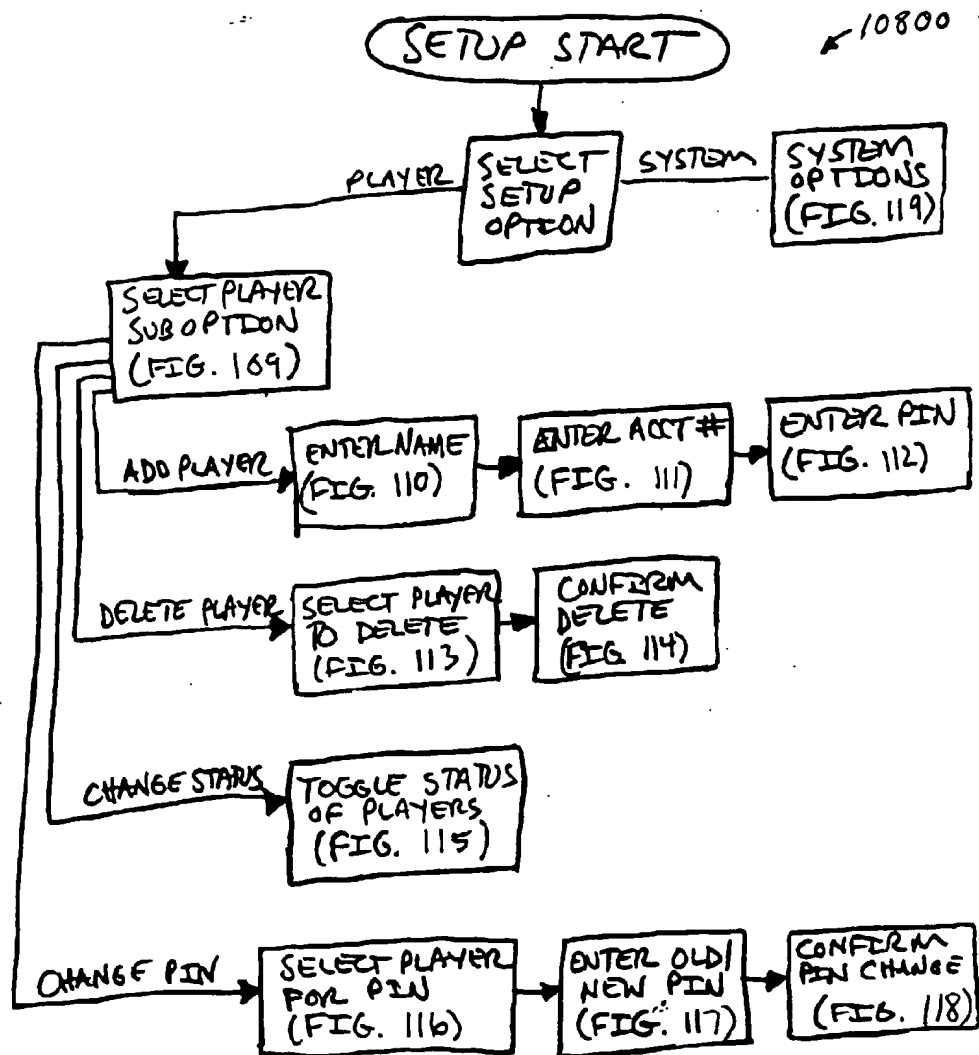 10800
SETUP START
PLAYER
SELECT
SETUP
OPTION
SYSTEM
SYSTEM
OPTIONS
(FIG. 119)
SELECT PLAYER
SUB OPTION
(FIG. 109)
ADD PLAYER
ENTER NAME
(FIG. 110)
ENTER ACCT #
(FIG. 111)
ENTER PIN
(FIG. 112)
DELETE PLAYER
SELECT PLAYER
TO DELETE
(FIG. 113)
CONFIRM
DELETE
(FIG. 114)
CHANGE STATUS
TOGGLE STATUS
OF PLAYERS
(FIG. 115)
CHANGE PIN
SELECT PLAYER
FOR PIN
(FIG. 116)
ENTER OLD/
NEW PIN
(FIG. 117)
CONFIRM
PIN CHANGE
(FIG. 118)